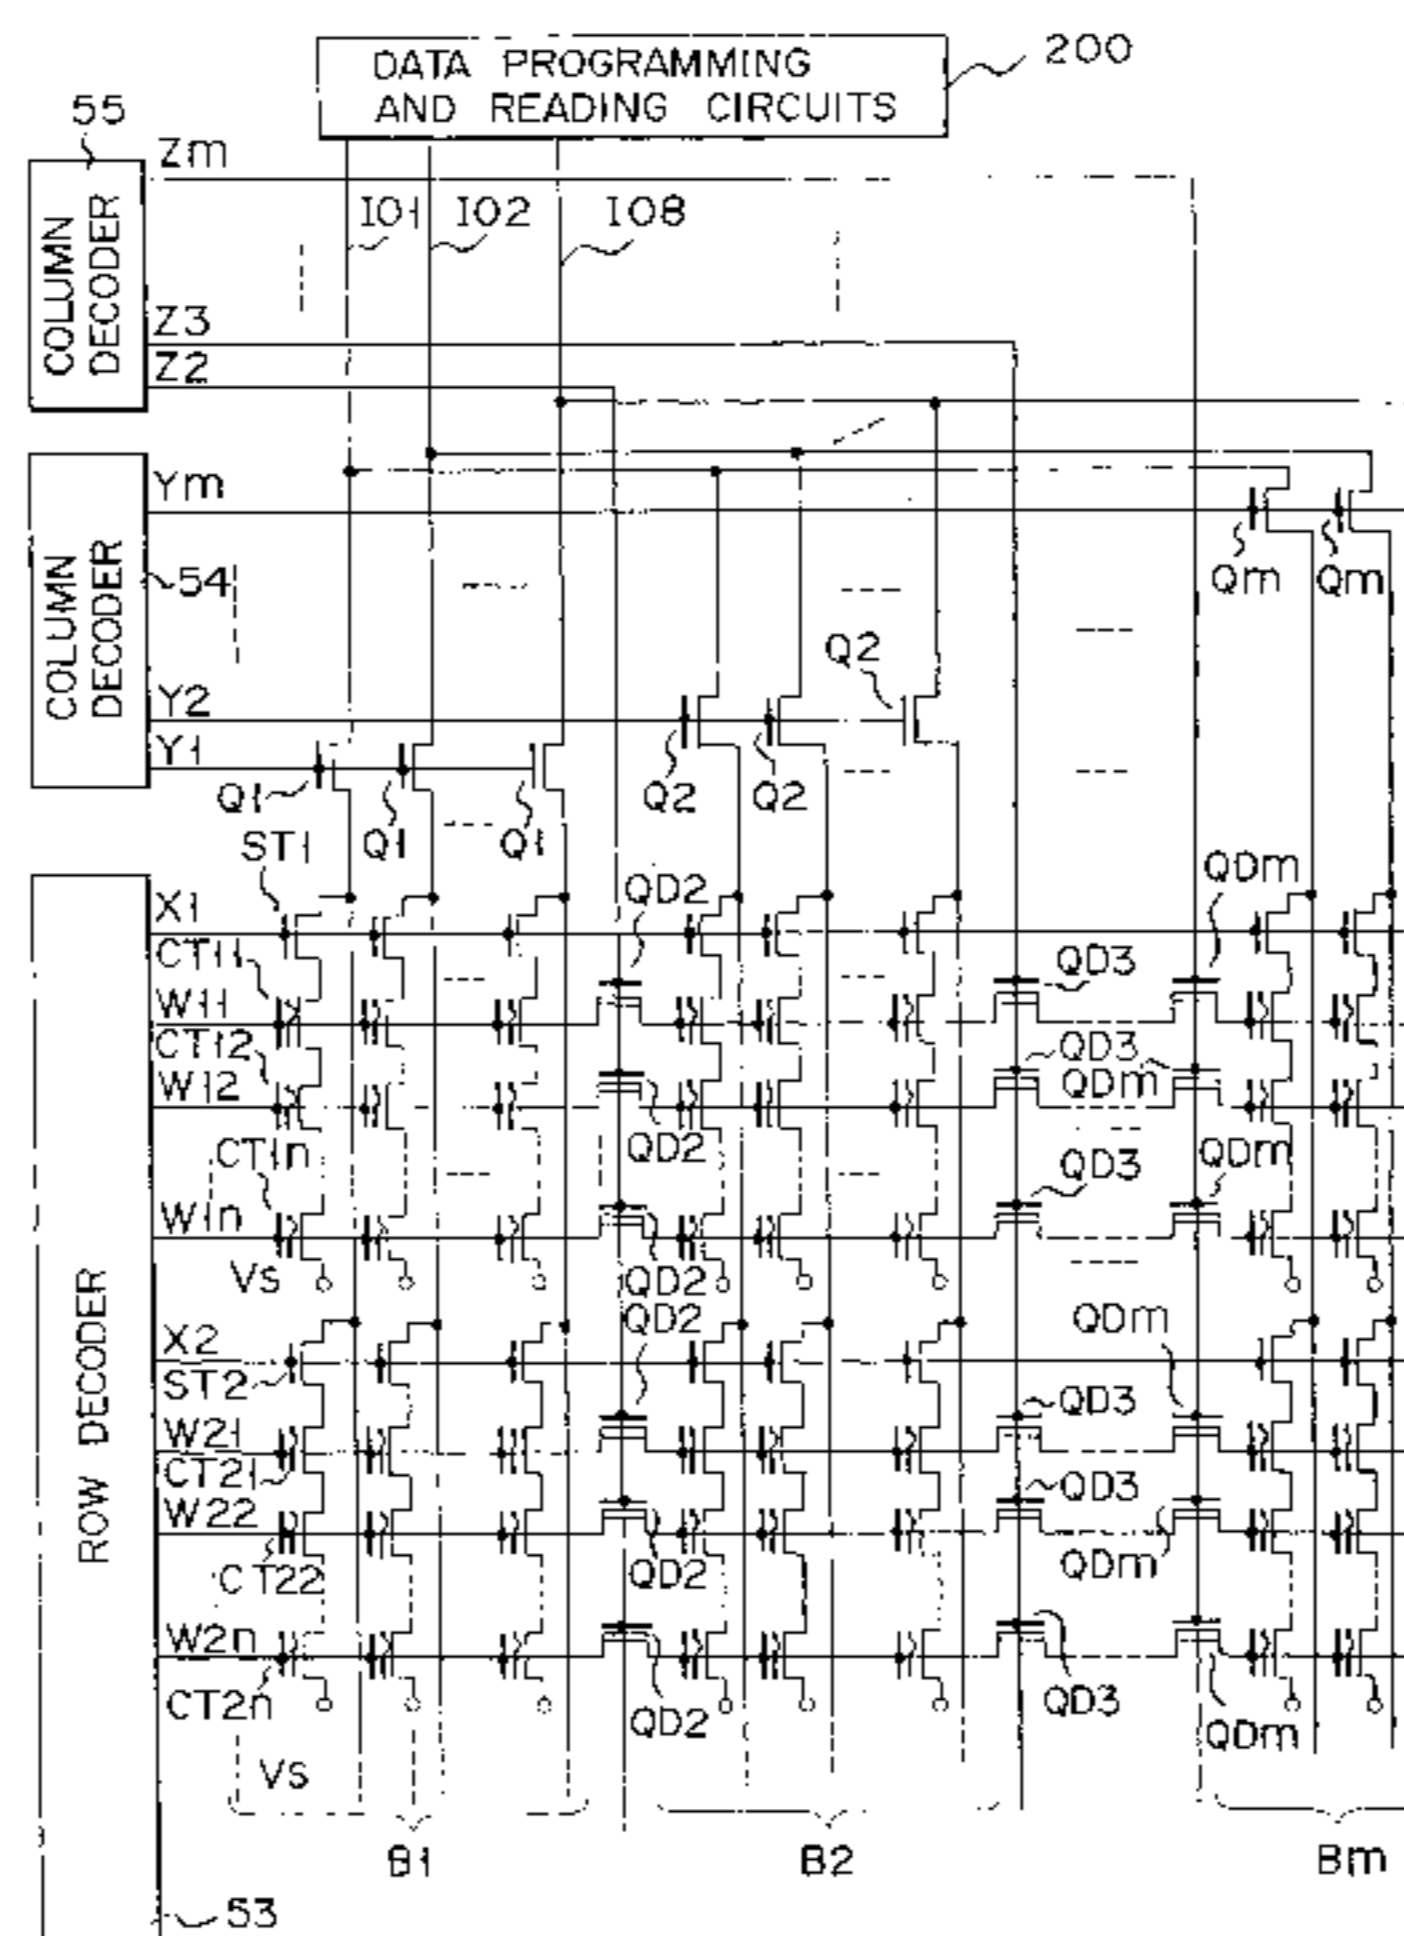 DATA PROGRAMMING
AND READING CIRCUITS
200
55
COLUMN
DECODER
Zm
IO1
IO2
IO8
Z3
Z2
COLUMN
DECODER
54
Ym
Qm
Qm
Y2
Q2
Y1
Q1
Q1
Q1
Q2
Q2
ST1
X1
QD2
QDm
CT11
QD3
W11
CT12
QD3
W12
QDm
CT1n
QD2
QD3
QDm
W1n
VS
QD2
QD2
QDm
ROW DECODER
X2
ST2
QD3
W21
CT21
QD3
W22
CT22
QD2
QDm
W2n
CT2n
QD2
QD3
QDm
VS
B1
B2
Bm
53